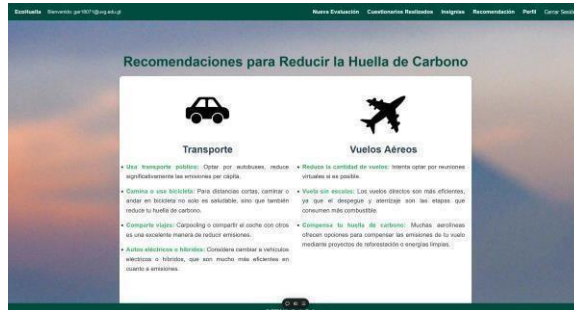 EcoHuella Bienvenido: gar19071@uvg.edu.gt Nueva Evaluación Cuestionarios Realizados Insignias Recomendación Perfil Cerrar Sesión
Recomendaciones para Reducir la Huella de Carbono
Transporte
• Usa transporte público: Optar por autobuses, reduce
significativamente las emisiones per cápita.
• Camina o usa bicicleta: Para distancias cortas, caminar o
andar en bicicleta no solo es saludable, sino que también
reduce tu huella de carbono.
• Comparte viajes: Carpooling o compartir el coche con otros
es una excelente manera de reducir emisiones.
• Autos eléctricos o híbridos: Considera cambiar a vehículos
eléctricos o híbridos, que son mucho más eficientes en
cuanto a emisiones.
Vuelos Aéreos
• Reduce la cantidad de vuelos: Intenta optar por reuniones
virtuales si es posible.
• Vuela sin escalas: Los vuelos directos son más eficientes,
ya que el despegue y aterrizaje son las etapas que
consumen más combustible.
• Compensa tu huella de carbono: Muchas aerolíneas
ofrecen opciones para compensar las emisiones de tu vuelo
mediante proyectos de reforestación o energías limpias.